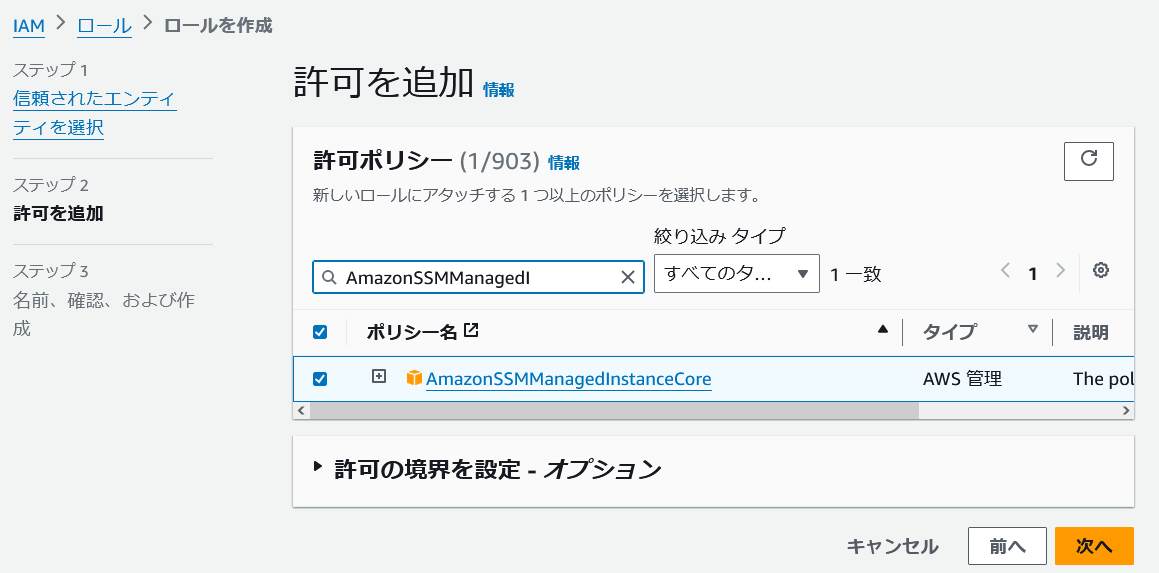 IAM > ロール > ロールを作成
ステップ 1
信頼されたエンティ
ティを選択
ステップ 2
許可を追加
ステップ 3
名前、確認、および作
成
許可を追加 情報
許可ポリシー (1/903) 情報
新しいロールにアタッチする 1 つ以上のポリシーを選択します。
絞り込み タイプ
AmazonSSMManagedI すべてのタ... 1 一致 1
ポリシー名 タイプ 説明
AmazonSSMManagedInstanceCore AWS 管理 The pol
許可の境界を設定 - オプション
キャンセル 前へ 次へ